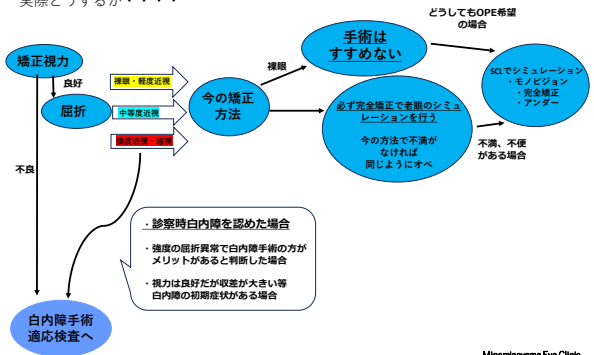 実際どうするか・・・・
どうしてもOPE希望
の場合
矯正視力
良好
屈折
裸眼・軽度近視
中等度近視
強度近視・遠視
今の矯正
方法
裸眼
手術は
すすめない
SCLでシミュレーション
・モノビジョン
・完全矯正
・アンダー
必ず完全矯正で老眼のシミュ
レーションを行う
今の方法で不満が
なければ
同じようにオペ
不満、不便
がある場合
不良
・診察時白内障を認めた場合
・強度の屈折異常で白内障手術の方が
メリットがあると判断した場合
・視力は良好だが収差が大きい等
白内障の初期症状がある場合
白内障手術
適応検査へ
Minamiaoyama Eye Clinic